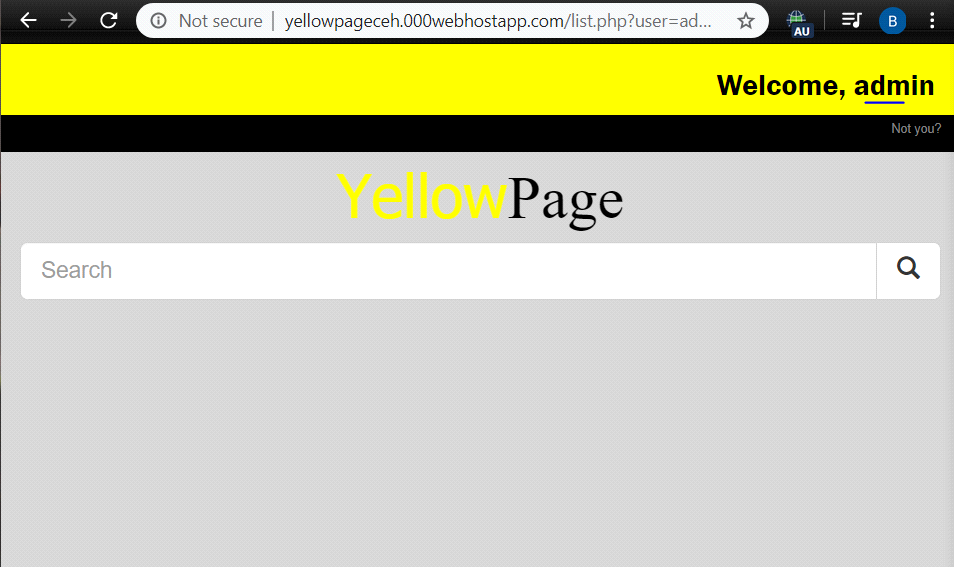 Not secure yellowpageceh.000webhostapp.com/list.php?user=ad...
AU
B
Welcome, admin
Not you?
YellowPage
Search